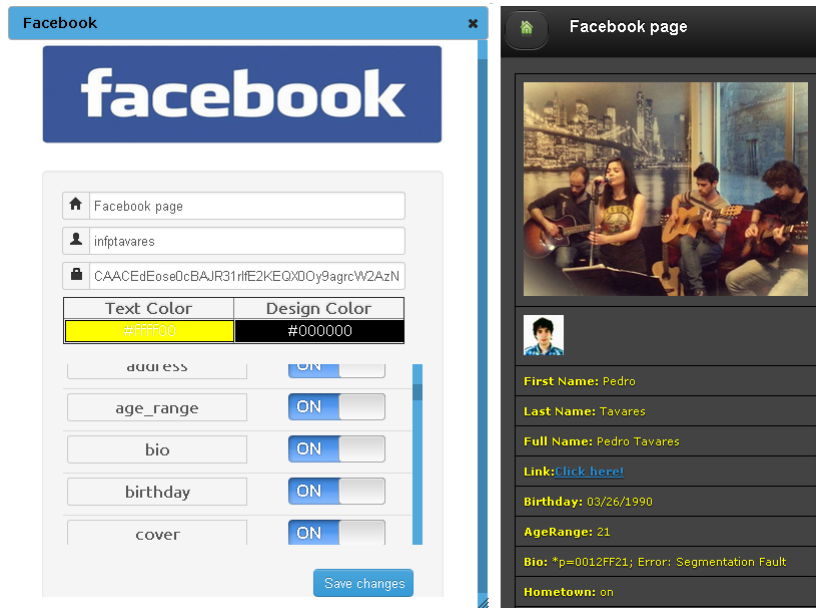 Facebook
facebook
Facebook page
infptavares
CAACEdEose0cBAJR31rIfE2KEQX0Oy9agrcW2AzN
Text Color Design Color
#ffff00 #000000
address ON
age_range ON
bio ON
birthday ON
cover ON
Save changes
Facebook page
First Name: Pedro
Last Name: Tavares
Full Name: Pedro Tavares
Link:Click here!
Birthday: 03/26/1990
AgeRange: 21
Bio: *p=0012FF21; Error: Segmentation Fault
Hometown: on